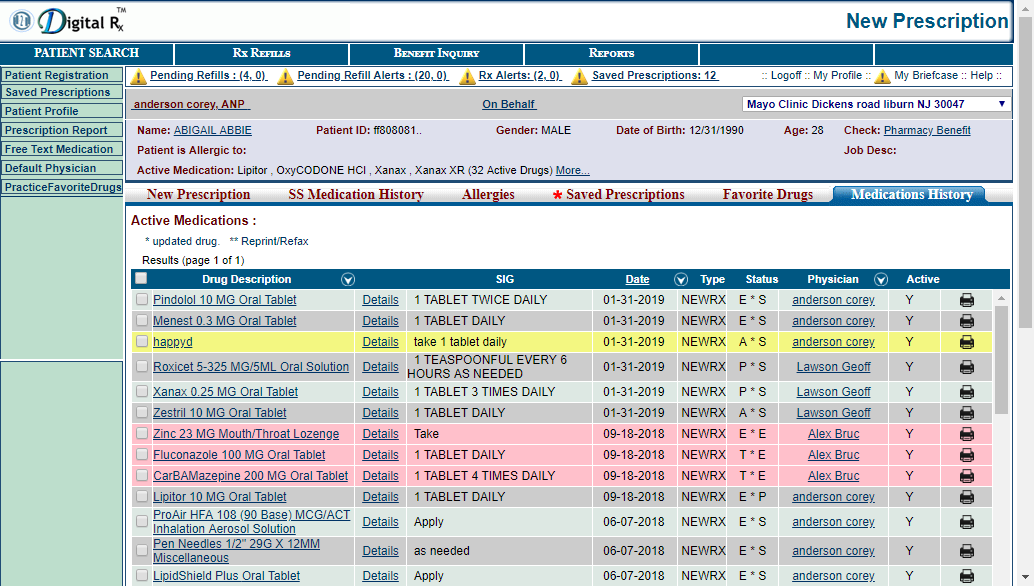 Digital Rx TM
New Prescription
PATIENT SEARCH RX REFILLS BENEFIT INQUIRY REPORTS
Patient Registration
Saved Prescriptions
Patient Profile
Prescription Report
Free Text Medication
Default Physician
PracticeFavoriteDrugs
Pending Refills : (4, 0) Pending Refill Alerts : (20, 0) Rx Alerts: (2, 0) Saved Prescriptions: 12 :: Logoff :: My Profile :: My Briefcase :: Help ::
anderson corey, ANP On Behalf Mayo Clinic Dickens road liburn NJ 30047
Name: ABIGAIL ABBIE Patient ID: ff808081.. Gender: MALE Date of Birth: 12/31/1990 Age: 28 Check: Pharmacy Benefit
Patient is Allergic to: Job Desc:
Active Medication: Lipitor , OxyCODONE HCl , Xanax , Xanax XR (32 Active Drugs) More...
New Prescription SS Medication History Allergies * Saved Prescriptions Favorite Drugs Medications History
Active Medications :
* updated drug. ** Reprint/Refax
Results (page 1 of 1)
Drug Description SIG Date Type Status Physician Active
Pindolol 10 MG Oral Tablet Details 1 TABLET TWICE DAILY 01-31-2019 NEWRX E * S anderson corey Y
Menest 0.3 MG Oral Tablet Details 1 TABLET DAILY 01-31-2019 NEWRX E * S anderson corey Y
happyd Details take 1 tablet daily 01-31-2019 NEWRX A * S anderson corey Y
Roxicet 5-325 MG/5ML Oral Solution Details 1 TEASPOONFUL EVERY 6
HOURS AS NEEDED 01-31-2019 NEWRX P * S Lawson Geoff Y
Xanax 0.25 MG Oral Tablet Details 1 TABLET 3 TIMES DAILY 01-31-2019 NEWRX P * S Lawson Geoff Y
Zestril 10 MG Oral Tablet Details 1 TABLET DAILY 01-31-2019 NEWRX A * S Lawson Geoff Y
Zinc 23 MG Mouth/Throat Lozenge Details Take 09-18-2018 NEWRX E * E Alex Bruc Y
Fluconazole 100 MG Oral Tablet Details 1 TABLET DAILY 09-18-2018 NEWRX T * E Alex Bruc Y
CarBAMazepine 200 MG Oral Tablet Details 1 TABLET 4 TIMES DAILY 09-18-2018 NEWRX T * E Alex Bruc Y
Lipitor 10 MG Oral Tablet Details 1 TABLET DAILY 09-18-2018 NEWRX E * P anderson corey Y
ProAir HFA 108 (90 Base) MCG/ACT
Inhalation Aerosol Solution Details Apply 06-07-2018 NEWRX E * S anderson corey Y
Pen Needles 1/2" 29G X 12MM
Miscellaneous Details as needed 06-07-2018 NEWRX E * S anderson corey Y
LipidShield Plus Oral Tablet Details Apply 06-07-2018 NEWRX E * S anderson corey Y